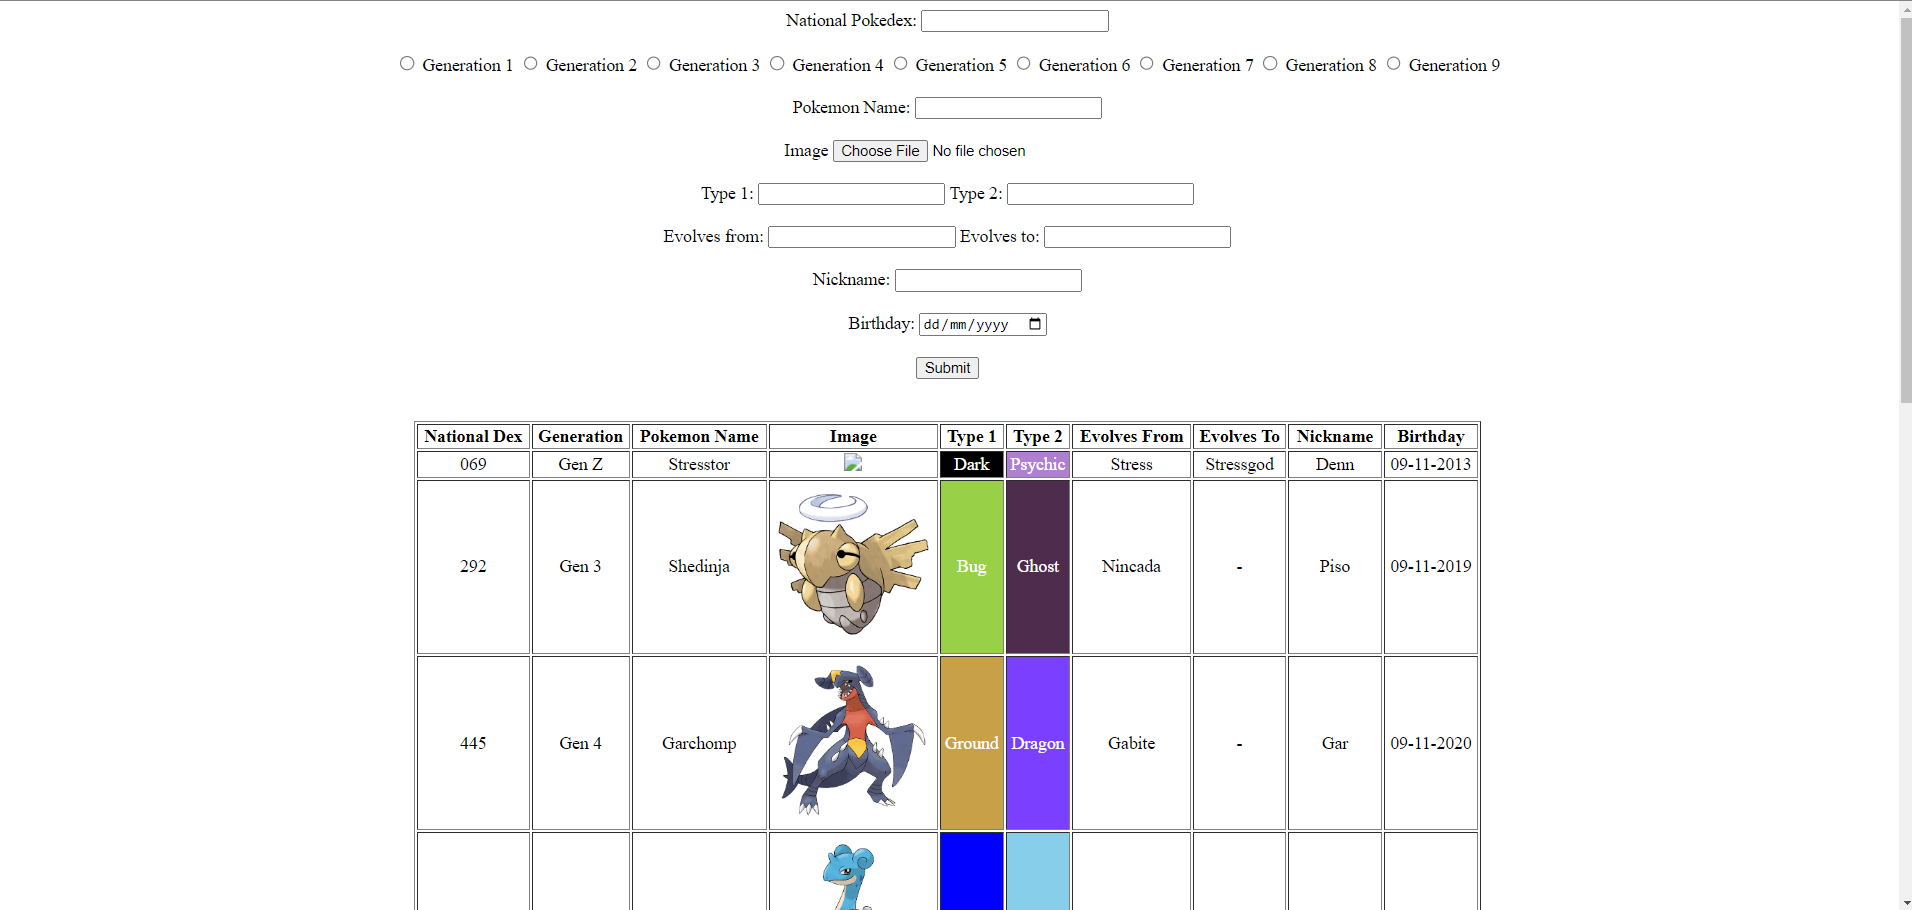 National Pokedex:
Generation 1 Generation 2 Generation 3 Generation 4 Generation 5 Generation 6 Generation 7 Generation 8 Generation 9
Pokemon Name:
Image Choose File No file chosen
Type 1: Type 2:
Evolves from: Evolves to:
Nickname:
Birthday: dd/mm/yyyy
Submit
National Dex Generation Pokemon Name Image Type 1 Type 2 Evolves From Evolves To Nickname Birthday
069 Gen Z Stresstor Dark Psychic Stress Stressgod Denn 09-11-2013
292 Gen 3 Shedinja Bug Ghost Nincada - Piso 09-11-2019
445 Gen 4 Garchomp Ground Dragon Gabite - Gar 09-11-2020